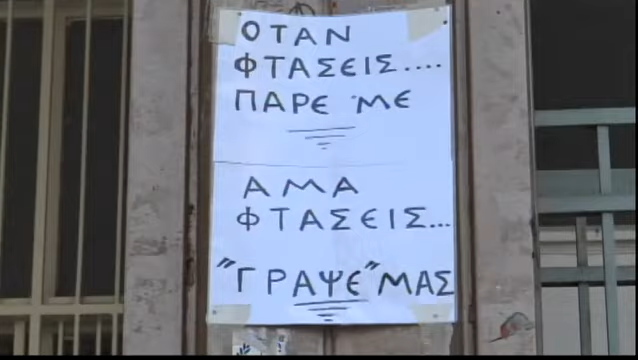 ΟΤΑΝ
ΦΤΑΣΕΙΣ....
ΠΑΡΕ ΜΕ
ΑΜΑ
ΦΤΑΣΕΙΣ...
"ΓΡΑΨΕ" ΜΑΣ